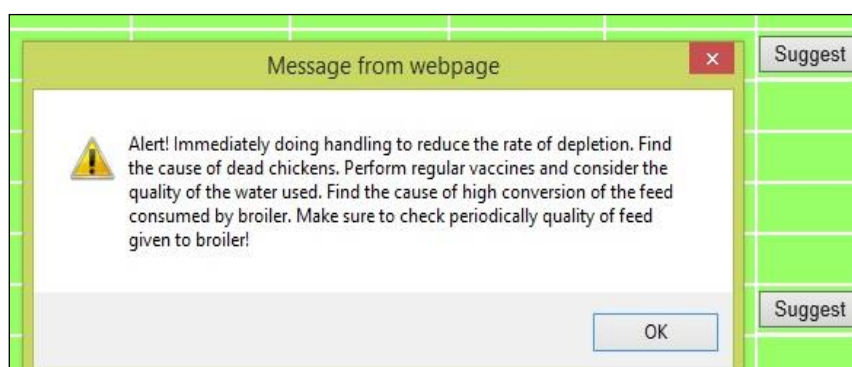 Message from webpage
Suggest
Alert! Immediately doing handling to reduce the rate of depletion. Find
the cause of dead chickens. Perform regular vaccines and consider the
quality of the water used. Find the cause of high conversion of the feed
consumed by broiler. Make sure to check periodically quality of feed
given to broiler!
Suggest
OK